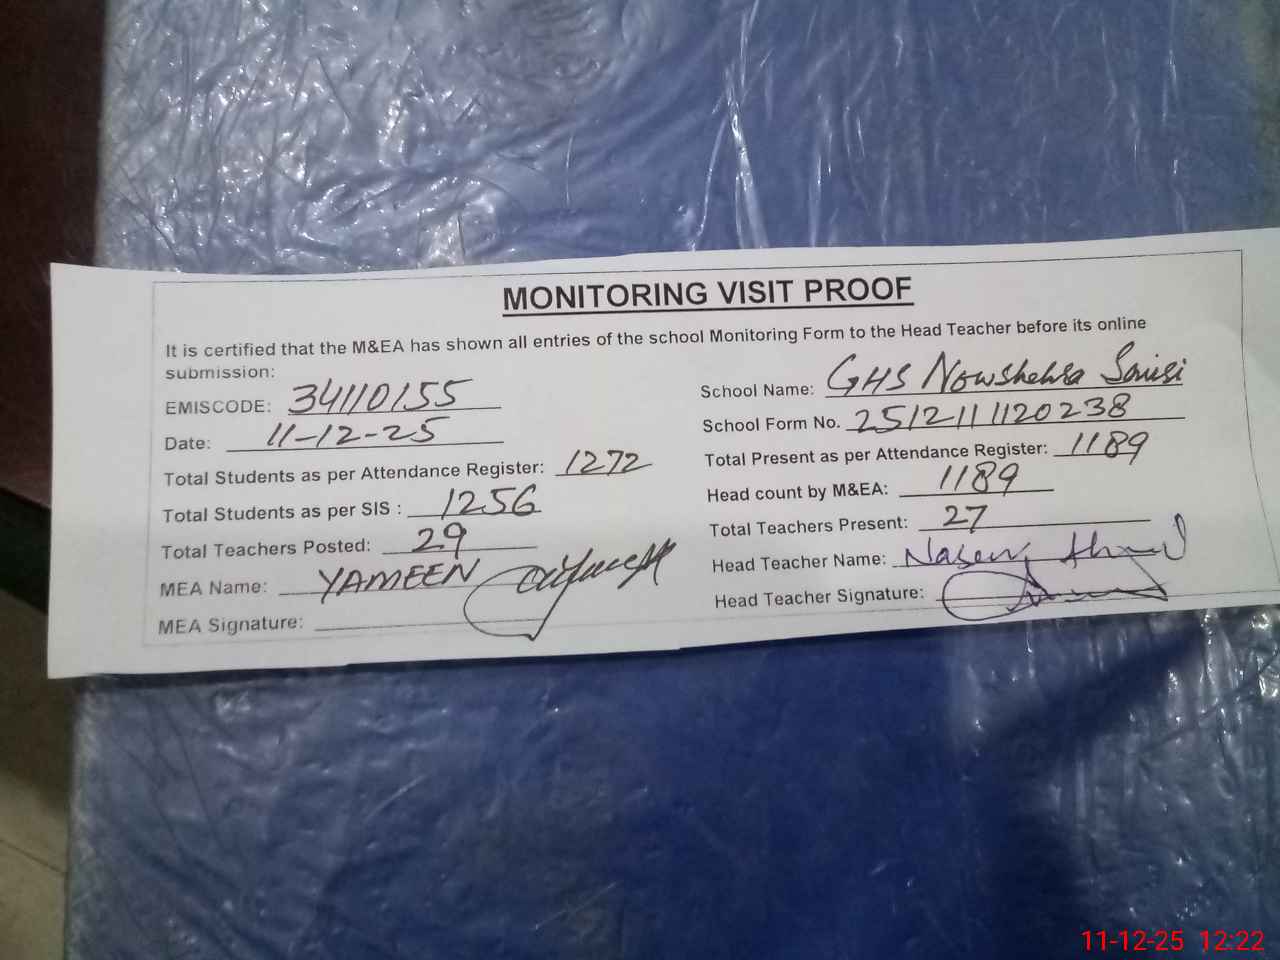 MONITORING VISIT PROOF
It is certified that the M&EA has shown all entries of the school Monitoring Form to the Head Teacher before its online
submission:
EMISCODE: 34110155
School Name: GHS Nowshehra
Date: 11-12-25
School Form No. 2512111120238
Total Students as per Attendance Register: 1272
Total Present as per Attendance Register: 1189
Total Students as per SIS : 1256
Head count by M&EA: 1189
Total Teachers Posted: 29
Total Teachers Present: 27
MEA Name: YAMEEN
Head Teacher Name:
MEA Signature:
Head Teacher Signature:
11-12-25 12:22